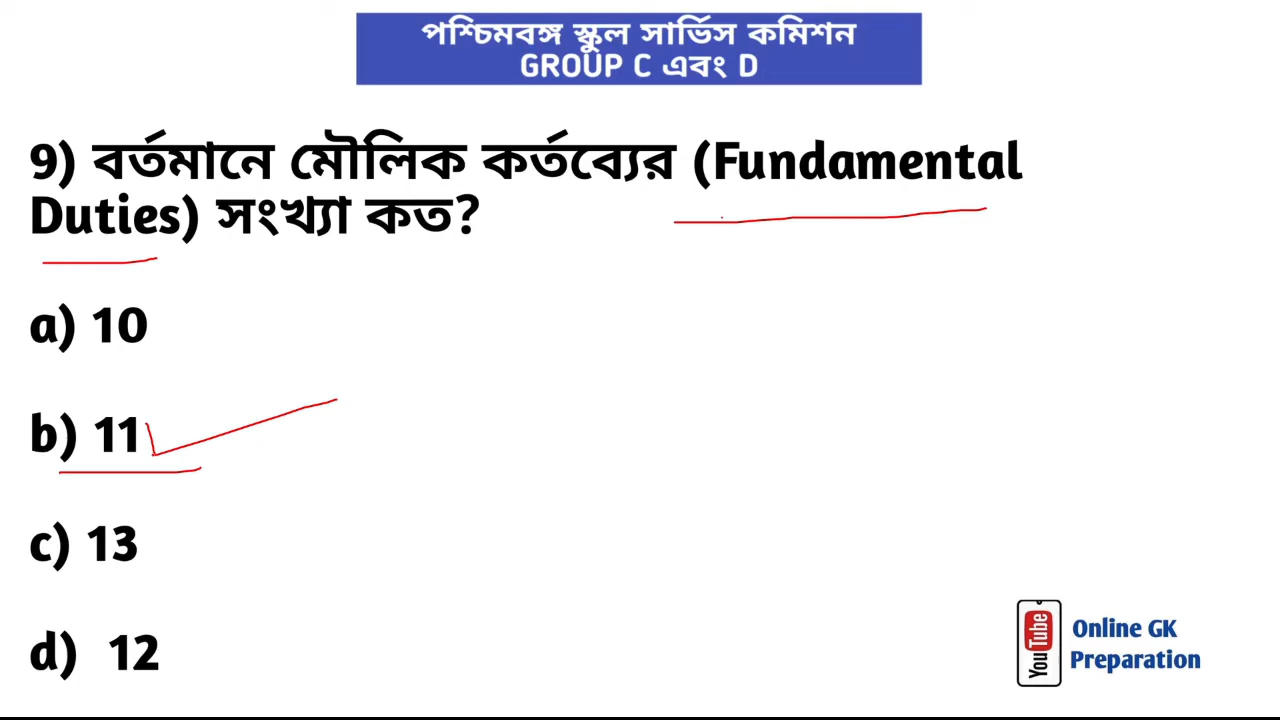 পশ্চিমবঙ্গ স্কুল সার্ভিস কমিশন
GROUP C এবং D
9) বর্তমানে মৌলিক কর্তব্যের (Fundamental
Duties) সংখ্যা কত?
a) 10
b) 11
c) 13
d) 12
YouTube
Online GK
Preparation